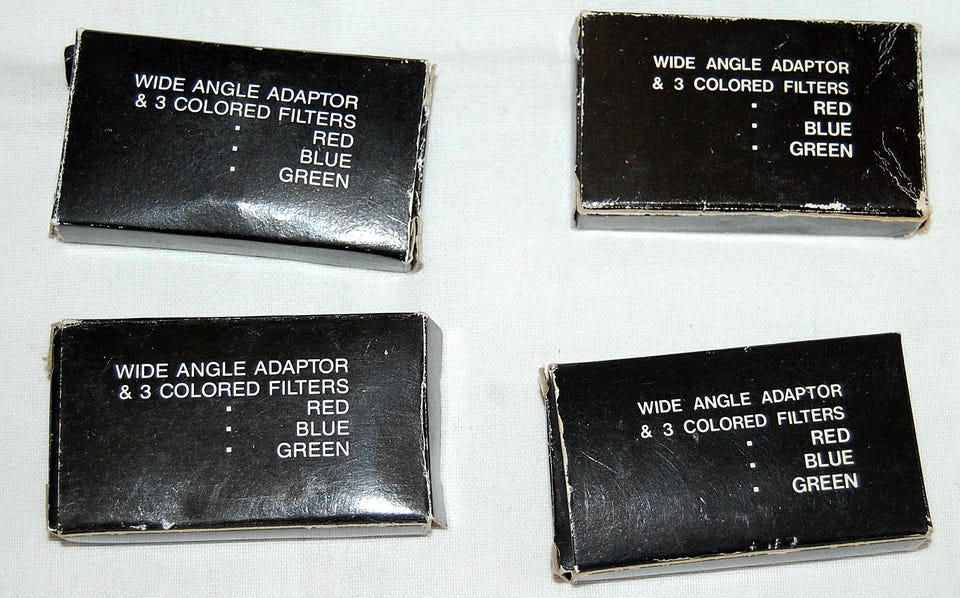 WIDE ANGLE ADAPTOR
& 3 COLORED FILTERS
▪ RED
▪ BLUE
▪ GREEN
WIDE ANGLE ADAPTOR
& 3 COLORED FILTERS
▪ RED
▪ BLUE
▪ GREEN
WIDE ANGLE ADAPTOR
& 3 COLORED FILTERS
▪ RED
▪ BLUE
▪ GREEN
WIDE ANGLE ADAPTOR
& 3 COLORED FILTERS
▪ RED
▪ BLUE
▪ GREEN